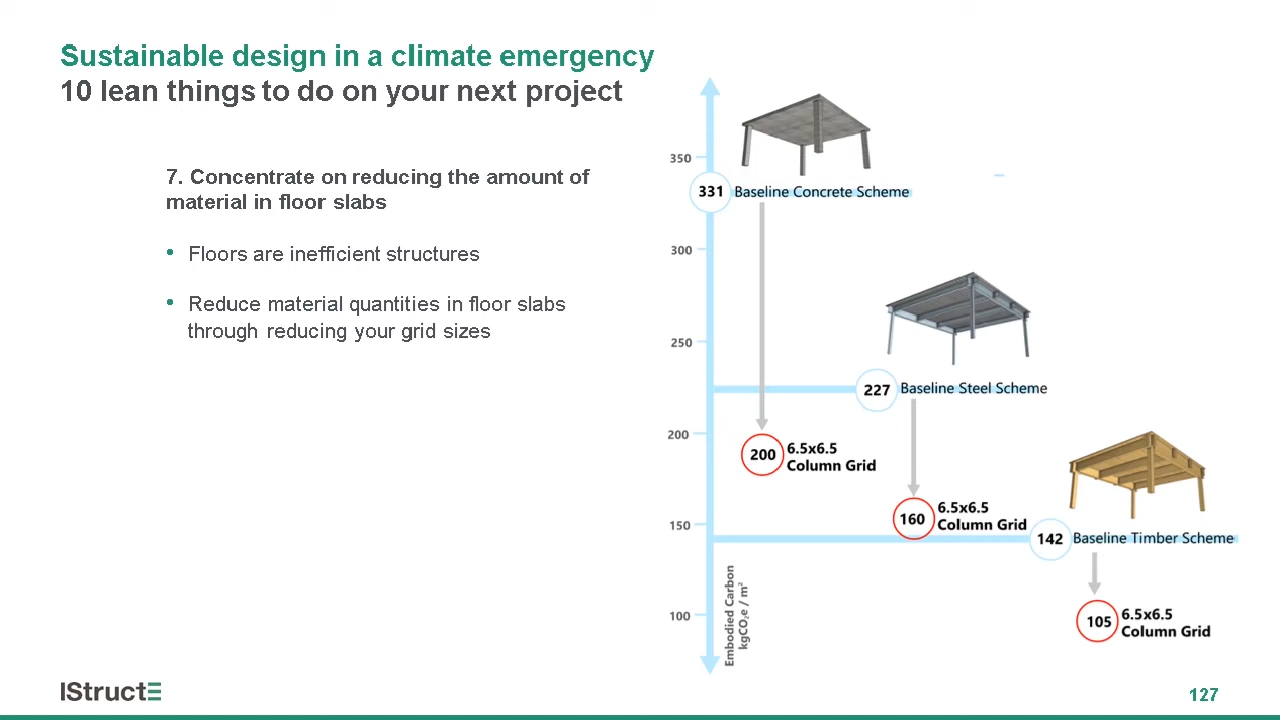 Sustainable design in a climate emergency
10 lean things to do on your next project
7. Concentrate on reducing the amount of
material in floor slabs
• Floors are inefficient structures
• Reduce material quantities in floor slabs
through reducing your grid sizes
350
331 Baseline Concrete Scheme
300
250
227 Baseline Steel Scheme
200
200 6.5x6.5
Column Grid
160 6.5x6.5
Column Grid
150
142 Baseline Timber Scheme
100
105 6.5x6.5
Column Grid
Embodied Carbon
kgCO₂e / m²
IStructE
127